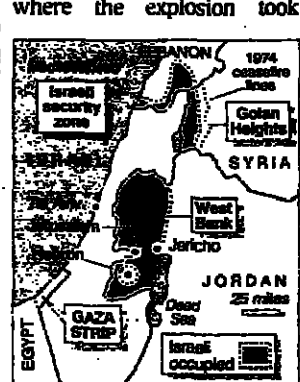 where the explosion took
LEBANON
1974
ceasefire
lines
Israeli
security
zone
Golan
Heights
SYRIA
West
Bank
Jericho
JORDAN
25 miles
Dead
Sea
GAZA
STRIP
EGYPT
Israeli
occupied